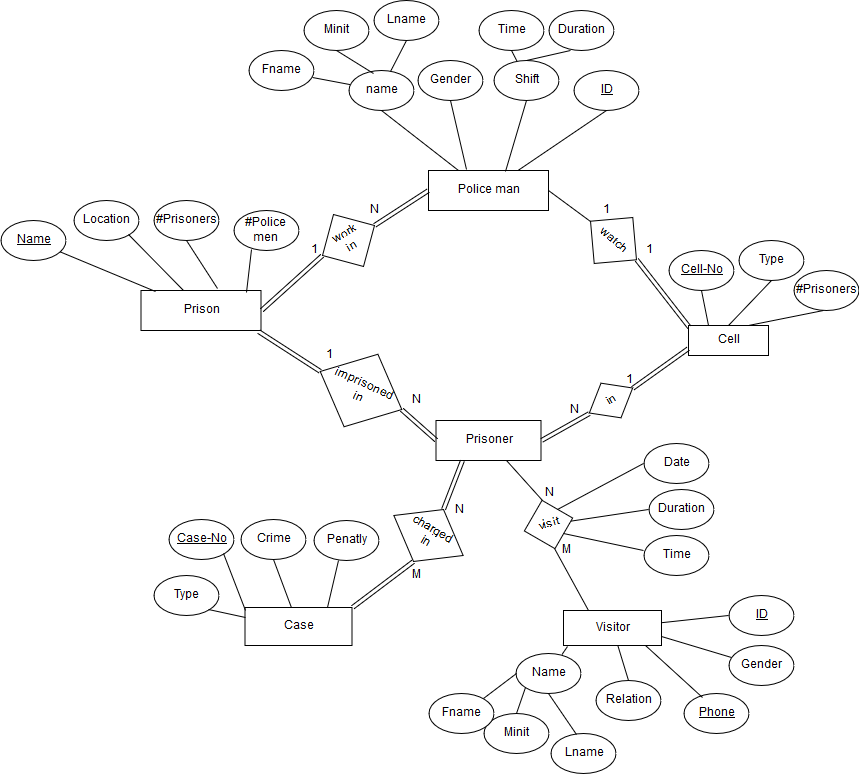 Lname
Minit
Time
Duration
Fname
name
Gender
Shift
ID
Police man
N
1
Name
Location
#Prisoners
#Police
men
work
in
watch
1
1
Cell-No
Type
#Prisoners
Prison
Cell
1
imprisoned
in
N
1
in
N
Prisoner
Date
N
Duration
visit
Time
M
N
charged
in
M
Case-No
Crime
Penatly
Type
Case
Visitor
ID
Gender
Name
Relation
Phone
Fname
Minit
Lname